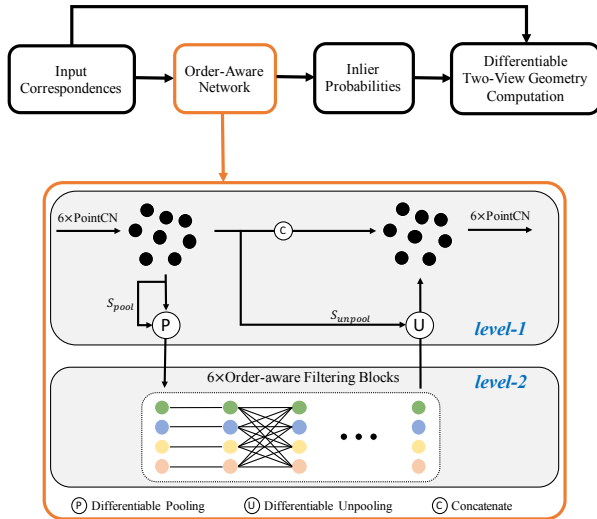 Input
Correspondences
Order-Aware
Network
Inlier
Probabilities
Differentiable
Two-View Geometry
Computation
6×PointCN
C
6×PointCN
S_pool
P
S_unpool
U
level-1
6×Order-aware Filtering Blocks
level-2
P Differentiable Pooling
U Differentiable Unpooling
C Concatenate